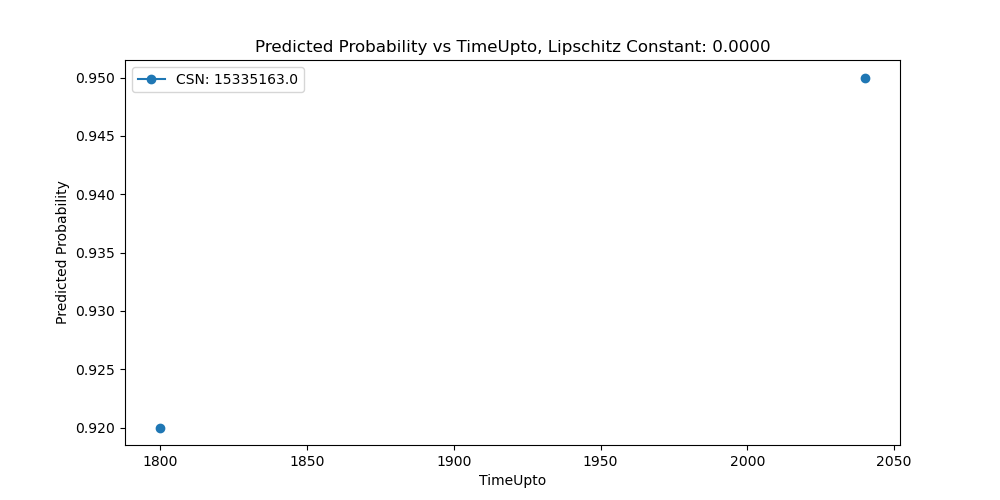 Predicted Probability vs TimeUpto, Lipschitz Constant: 0.0000
CSN: 15335163.0
Predicted Probability
0.950
0.945
0.940
0.935
0.930
0.925
0.920
1800 1850 1900 1950 2000 2050
TimeUpto